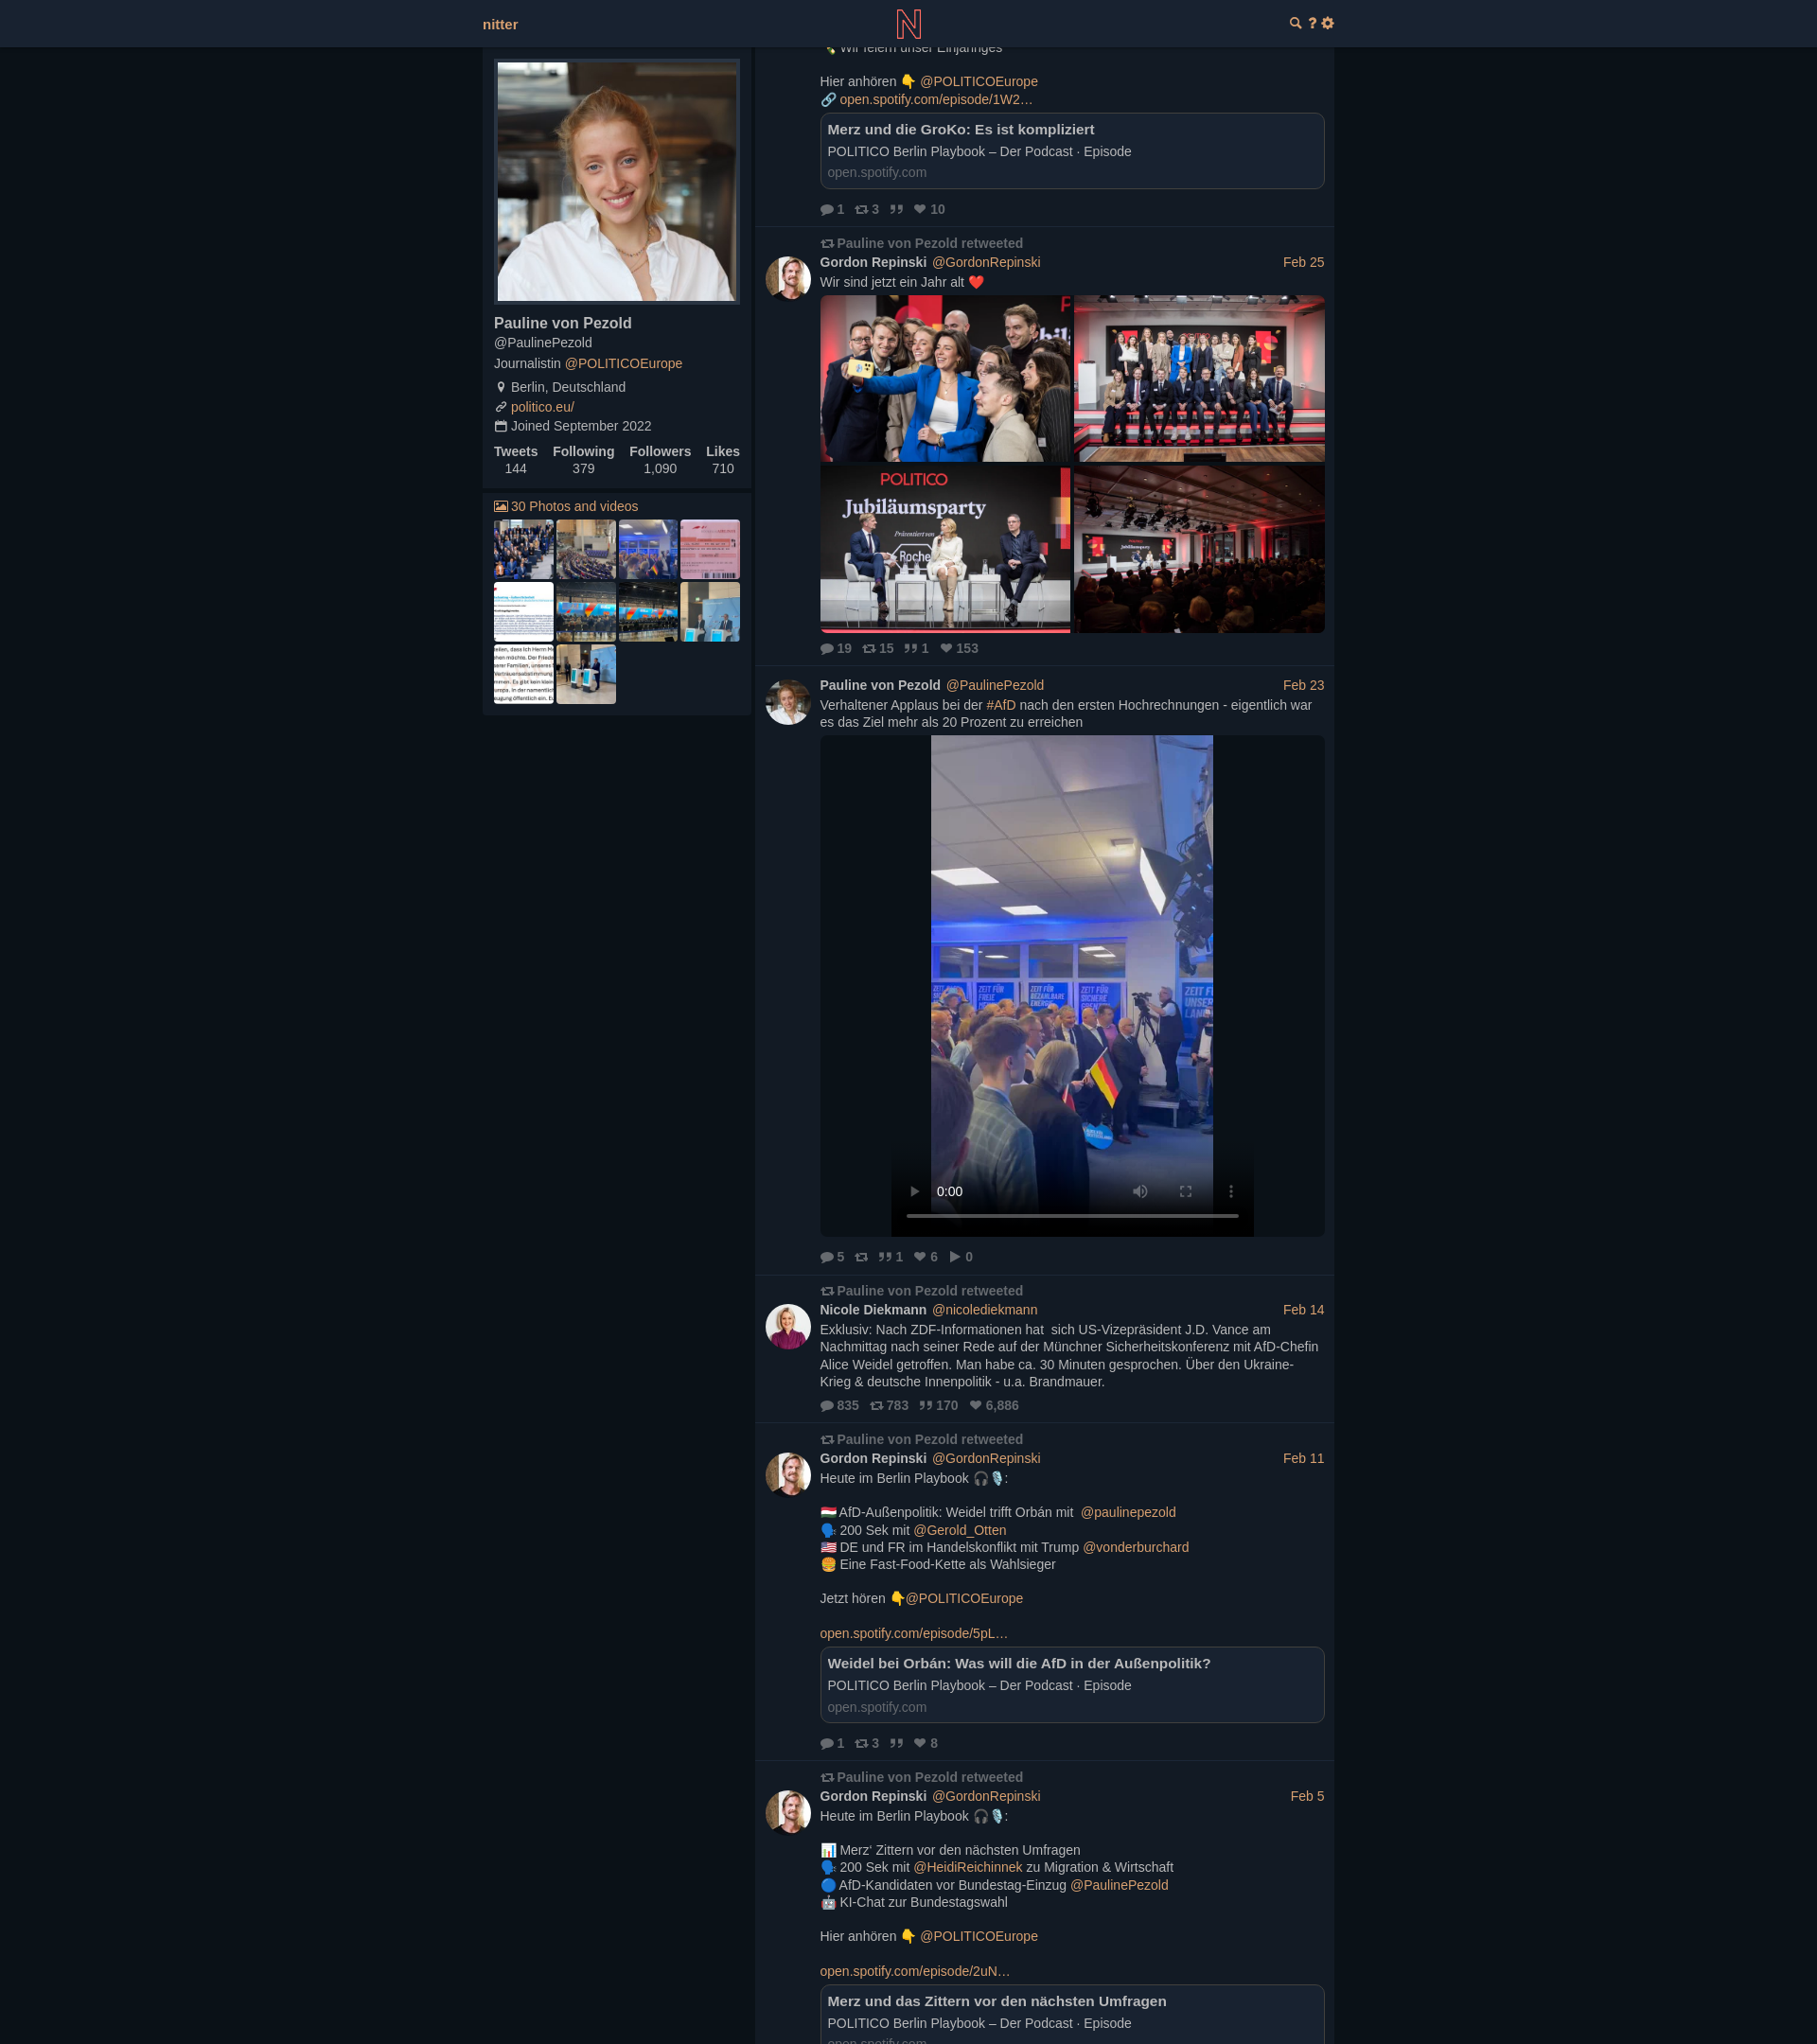 nitter
N
Pauline von Pezold
@PaulinePezold
Journalistin @POLITICOEurope
Berlin, Deutschland
politico.eu/
Joined September 2022
Tweets Following Followers Likes
144 379 1,090 710
30 Photos and videos
Wir feiern unser Einjähriges
Hier anhören 👇 @POLITICOEurope
🔗 open.spotify.com/episode/1W2…
Merz und die GroKo: Es ist kompliziert
POLITICO Berlin Playbook – Der Podcast · Episode
open.spotify.com
1 3 10
Pauline von Pezold retweeted
Gordon Repinski @GordonRepinski Feb 25
Wir sind jetzt ein Jahr alt ❤️
POLITICO
Jubiläumsparty
Präsentiert von
Roche
19 15 1 153
Pauline von Pezold @PaulinePezold Feb 23
Verhaltener Applaus bei der #AfD nach den ersten Hochrechnungen - eigentlich war
es das Ziel mehr als 20 Prozent zu erreichen
ZEIT FÜR
FREIE
ZEIT FÜR
BEZAHLBARE
ENERGIE
ZEIT FÜR
SICHERE
ZEIT FÜR
UNSER
LAND
0:00
5 1 6 0
Pauline von Pezold retweeted
Nicole Diekmann @nicolediekmann Feb 14
Exklusiv: Nach ZDF-Informationen hat  sich US-Vizepräsident J.D. Vance am
Nachmittag nach seiner Rede auf der Münchner Sicherheitskonferenz mit AfD-Chefin
Alice Weidel getroffen. Man habe ca. 30 Minuten gesprochen. Über den Ukraine-
Krieg & deutsche Innenpolitik - u.a. Brandmauer.
835 783 170 6,886
Pauline von Pezold retweeted
Gordon Repinski @GordonRepinski Feb 11
Heute im Berlin Playbook 🎧🎙️:
🇭🇺 AfD-Außenpolitik: Weidel trifft Orbán mit  @paulinepezold
🗣️ 200 Sek mit @Gerold_Otten
🇺🇸 DE und FR im Handelskonflikt mit Trump @vonderburchard
🍔 Eine Fast-Food-Kette als Wahlsieger
Jetzt hören 👇@POLITICOEurope
open.spotify.com/episode/5pL…
Weidel bei Orbán: Was will die AfD in der Außenpolitik?
POLITICO Berlin Playbook – Der Podcast · Episode
open.spotify.com
1 3 8
Pauline von Pezold retweeted
Gordon Repinski @GordonRepinski Feb 5
Heute im Berlin Playbook 🎧🎙️:
📊 Merz‘ Zittern vor den nächsten Umfragen
🗣️ 200 Sek mit @HeidiReichinnek zu Migration & Wirtschaft
🔵 AfD-Kandidaten vor Bundestag-Einzug @PaulinePezold
🤖 KI-Chat zur Bundestagswahl
Hier anhören 👇 @POLITICOEurope
open.spotify.com/episode/2uN…
Merz und das Zittern vor den nächsten Umfragen
POLITICO Berlin Playbook – Der Podcast · Episode
open.spotify.com